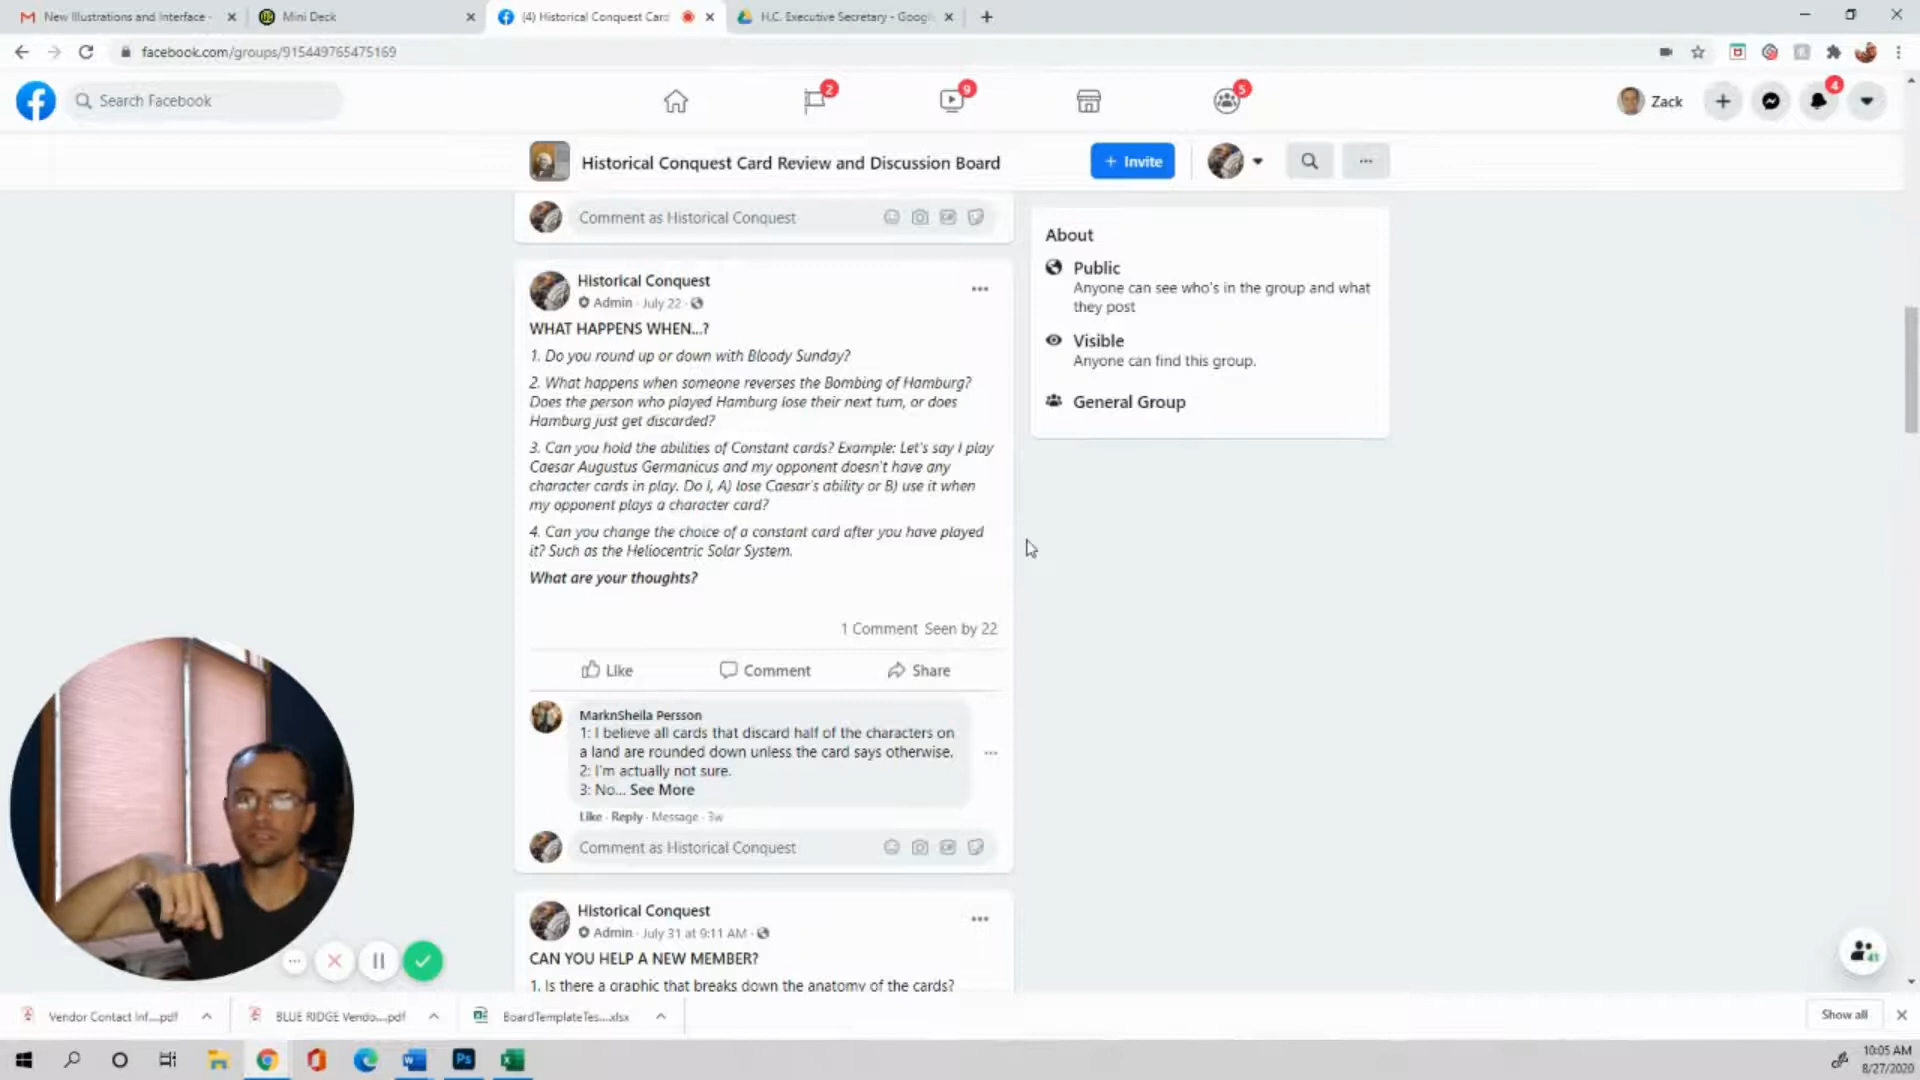 New Illustrations and Interface -
Mini Deck
(4) Historical Conquest Card
H.C. Executive Secretary - Googl
facebook.com/groups/915449765475169
Search Facebook
2
9
5
Zack
4
Historical Conquest Card Review and Discussion Board
+ Invite
Comment as Historical Conquest
Historical Conquest
Admin · July 22 ·
WHAT HAPPENS WHEN...?
1. Do you round up or down with Bloody Sunday?
2. What happens when someone reverses the Bombing of Hamburg?
Does the person who played Hamburg lose their next turn, or does
Hamburg just get discarded?
3. Can you hold the abilities of Constant cards? Example: Let's say I play
Caesar Augustus Germanicus and my opponent doesn't have any
character cards in play. Do I, A) lose Caesar's ability or B) use it when
my opponent plays a character card?
4. Can you change the choice of a constant card after you have played
it? Such as the Heliocentric Solar System.
What are your thoughts?
1 Comment Seen by 22
Like
Comment
Share
MarknSheila Persson
1: I believe all cards that discard half of the characters on
a land are rounded down unless the card says otherwise.
2: I'm actually not sure.
3: No... See More
Like · Reply · Message · 3w
Comment as Historical Conquest
Historical Conquest
Admin · July 31 at 9:11 AM ·
CAN YOU HELP A NEW MEMBER?
1. Is there a graphic that breaks down the anatomy of the cards?
About
Public
Anyone can see who's in the group and what
they post
Visible
Anyone can find this group.
General Group
41
Vendor Contact Inf....pdf
BLUE RIDGE Vendo....pdf
BoardTemplateTes....xlsx
Show all
10:05 AM
8/27/2020